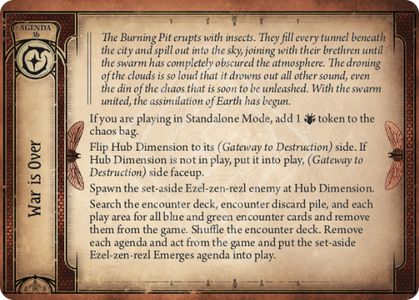 AGENDA
3b
War is Over
The Burning Pit erupts with insects. They fill every tunnel beneath
the city and spill out into the sky, joining with their brethren until
the swarm has completely obscured the atmosphere. The droning
of the clouds is so loud that it drowns out all other sound, even
the din of the chaos that is soon to be unleashed. With the swarm
united, the assimilation of Earth has begun.
If you are playing in Standalone Mode, add 1 token to the
chaos bag.
Flip Hub Dimension to its (Gateway to Destruction) side. If
Hub Dimension is not in play, put it into play, (Gateway to
Destruction) side faceup.
Spawn the set-aside Ezel-zen-rezl enemy at Hub Dimension.
Search the encounter deck, encounter discard pile, and each
play area for all blue and green encounter cards and remove
them from the game. Shuffle the encounter deck. Remove
each agenda and act from the game and put the set-aside
Ezel-zen-rezl Emerges agenda into play.